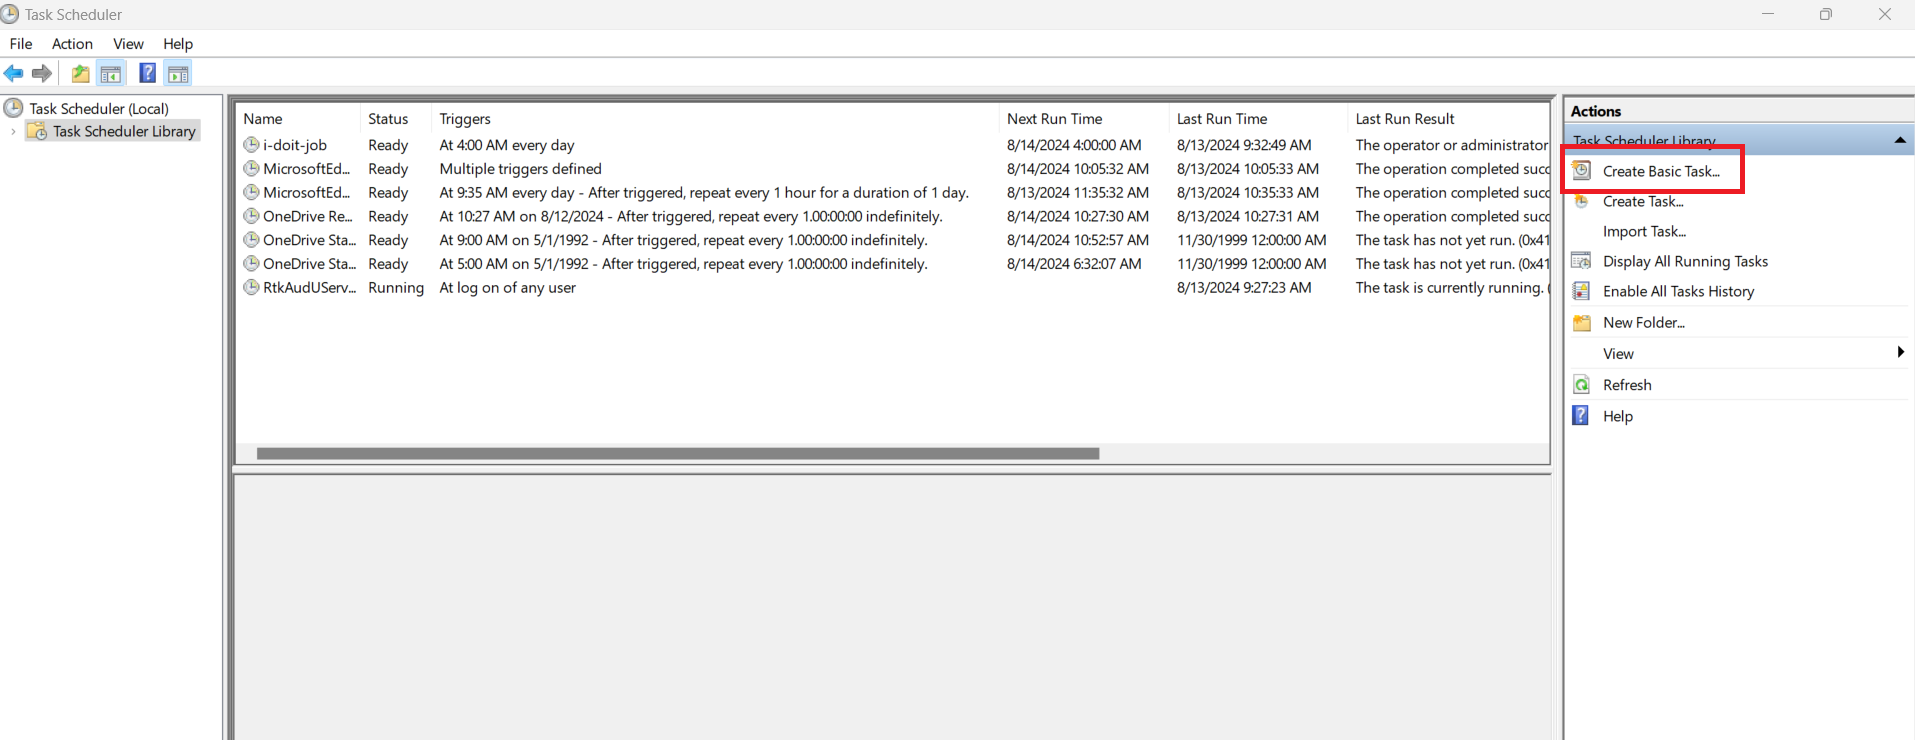 Task Scheduler
File Action View Help
Task Scheduler (Local)
Task Scheduler Library
Name Status Triggers Next Run Time Last Run Time Last Run Result
i-doit-job Ready At 4:00 AM every day 8/14/2024 4:00:00 AM 8/13/2024 9:32:49 AM The operator or administrator
MicrosoftEd... Ready Multiple triggers defined 8/14/2024 10:05:32 AM 8/13/2024 10:05:33 AM The operation completed succ
MicrosoftEd... Ready At 9:35 AM every day - After triggered, repeat every 1 hour for a duration of 1 day. 8/13/2024 11:35:32 AM 8/13/2024 10:35:33 AM The operation completed succ
OneDrive Re... Ready At 10:27 AM on 8/12/2024 - After triggered, repeat every 1.00:00:00 indefinitely. 8/14/2024 10:27:30 AM 8/13/2024 10:27:31 AM The operation completed succ
OneDrive Sta... Ready At 9:00 AM on 5/1/1992 - After triggered, repeat every 1.00:00:00 indefinitely. 8/14/2024 10:52:57 AM 11/30/1999 12:00:00 AM The task has not yet run. (0x41
OneDrive Sta... Ready At 5:00 AM on 5/1/1992 - After triggered, repeat every 1.00:00:00 indefinitely. 8/14/2024 6:32:07 AM 11/30/1999 12:00:00 AM The task has not yet run. (0x41
RtkAudUServ... Running At log on of any user 8/13/2024 9:27:23 AM The task is currently running. (
Actions
Task Scheduler Library
Create Basic Task...
Create Task...
Import Task...
Display All Running Tasks
Enable All Tasks History
New Folder...
View
Refresh
Help